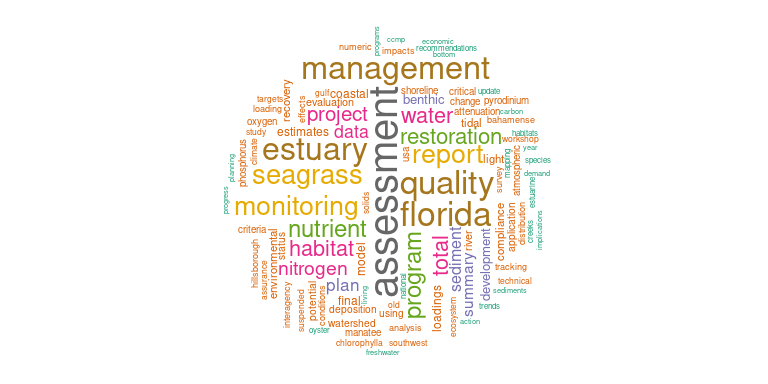 programs
ccmp
economic
numeric
impacts
recommendations
bottom
management
shoreline
critical
update
targets
recovery
gulf
coastal
benthic
change
pyrodinium
loading
effects
evaluation
project
water
attenuation
carbon
oxygen
tidal
bahamense
study
estimates
data
restoration
habitats
workshop
phosphorus
climate
estuary
usa
report
light
atmospheric
mapping
year
species
planning
seagrass
assessment
quality
survey
demand
progress
monitoring
solids
florida
estuarine
criteria
nutrient
compliance
application
distribution
creeks
implications
environmental
status
habitat
model
program
total
sediment
river
development
hillsborough
assurance
nitrogen
summary
tracking
interagency
suspended
potential
conditions
plan
living
national
technical
sediments
final
old
loadings
ecosystem
trends
deposition
using
oyster
watershed
action
manatee
analysis
chlorophylla
southwest
freshwater